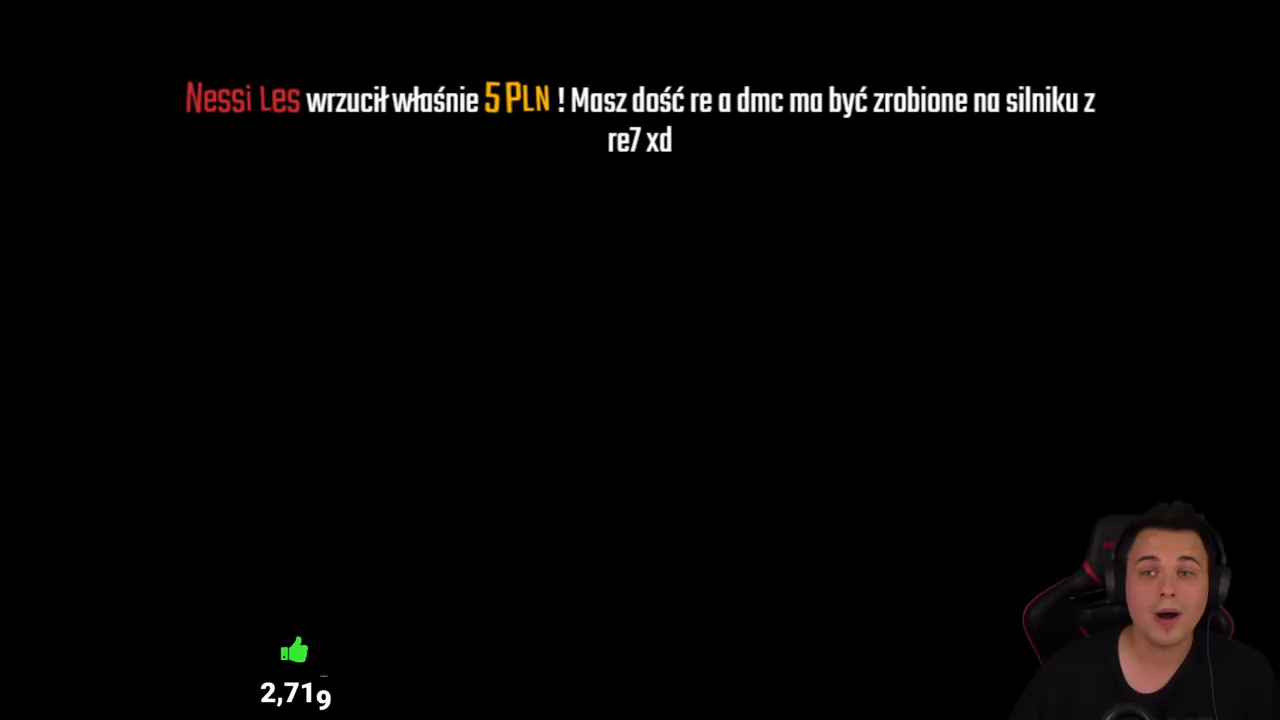 Nessi Les wrzucił właśnie 5 PLN ! Masz dość re a dmc ma być zrobione na silniku z
re7 xd
2,719